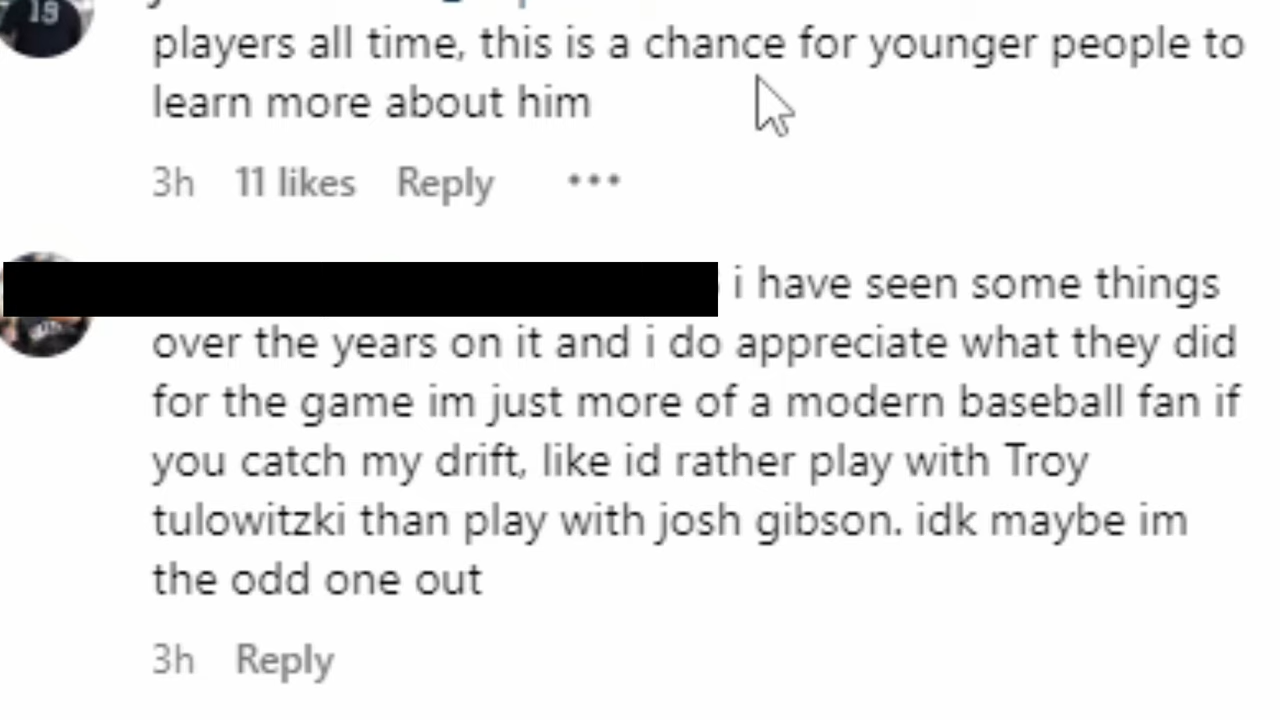 19
players all time, this is a chance for younger people to
learn more about him
3h 11 likes Reply •••
i have seen some things
over the years on it and i do appreciate what they did
for the game im just more of a modern baseball fan if
you catch my drift, like id rather play with Troy
tulowitzki than play with josh gibson. idk maybe im
the odd one out
3h Reply